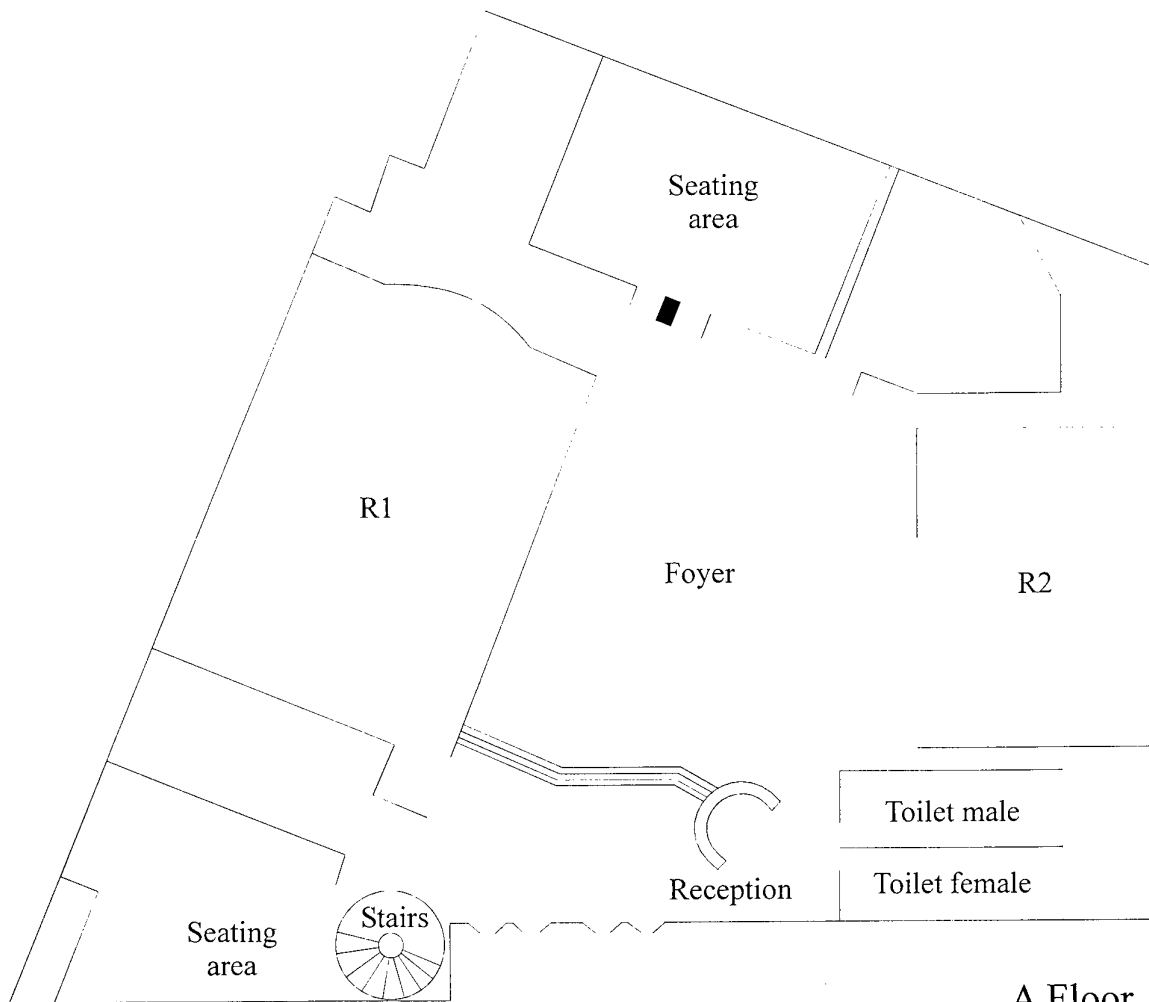 Seating
area
R1
Foyer
R2
Toilet male
Toilet female
Reception
Stairs
Seating
area
A Floor